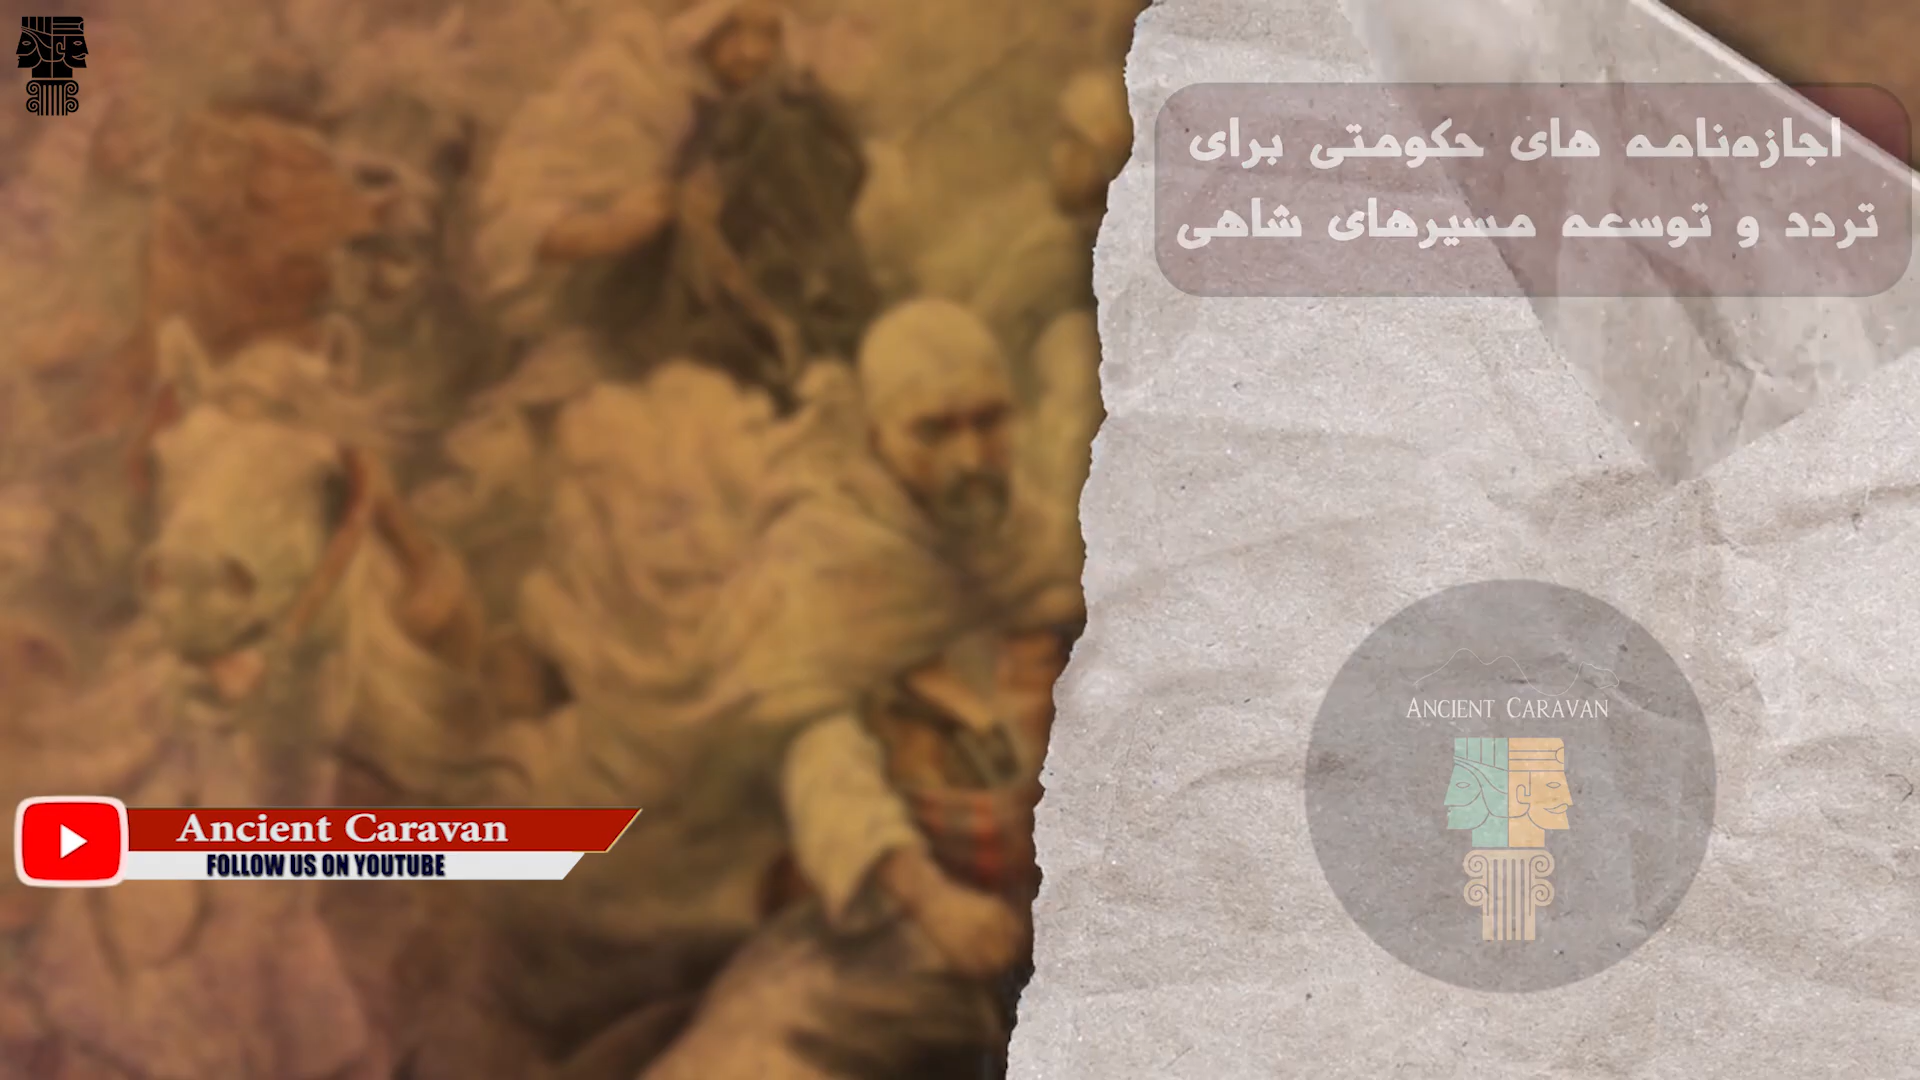 اجازه‌نامه های حکومتی برای
تردد و توسعه مسیرهای شاهی
ANCIENT CARAVAN
Ancient Caravan
FOLLOW US ON YOUTUBE